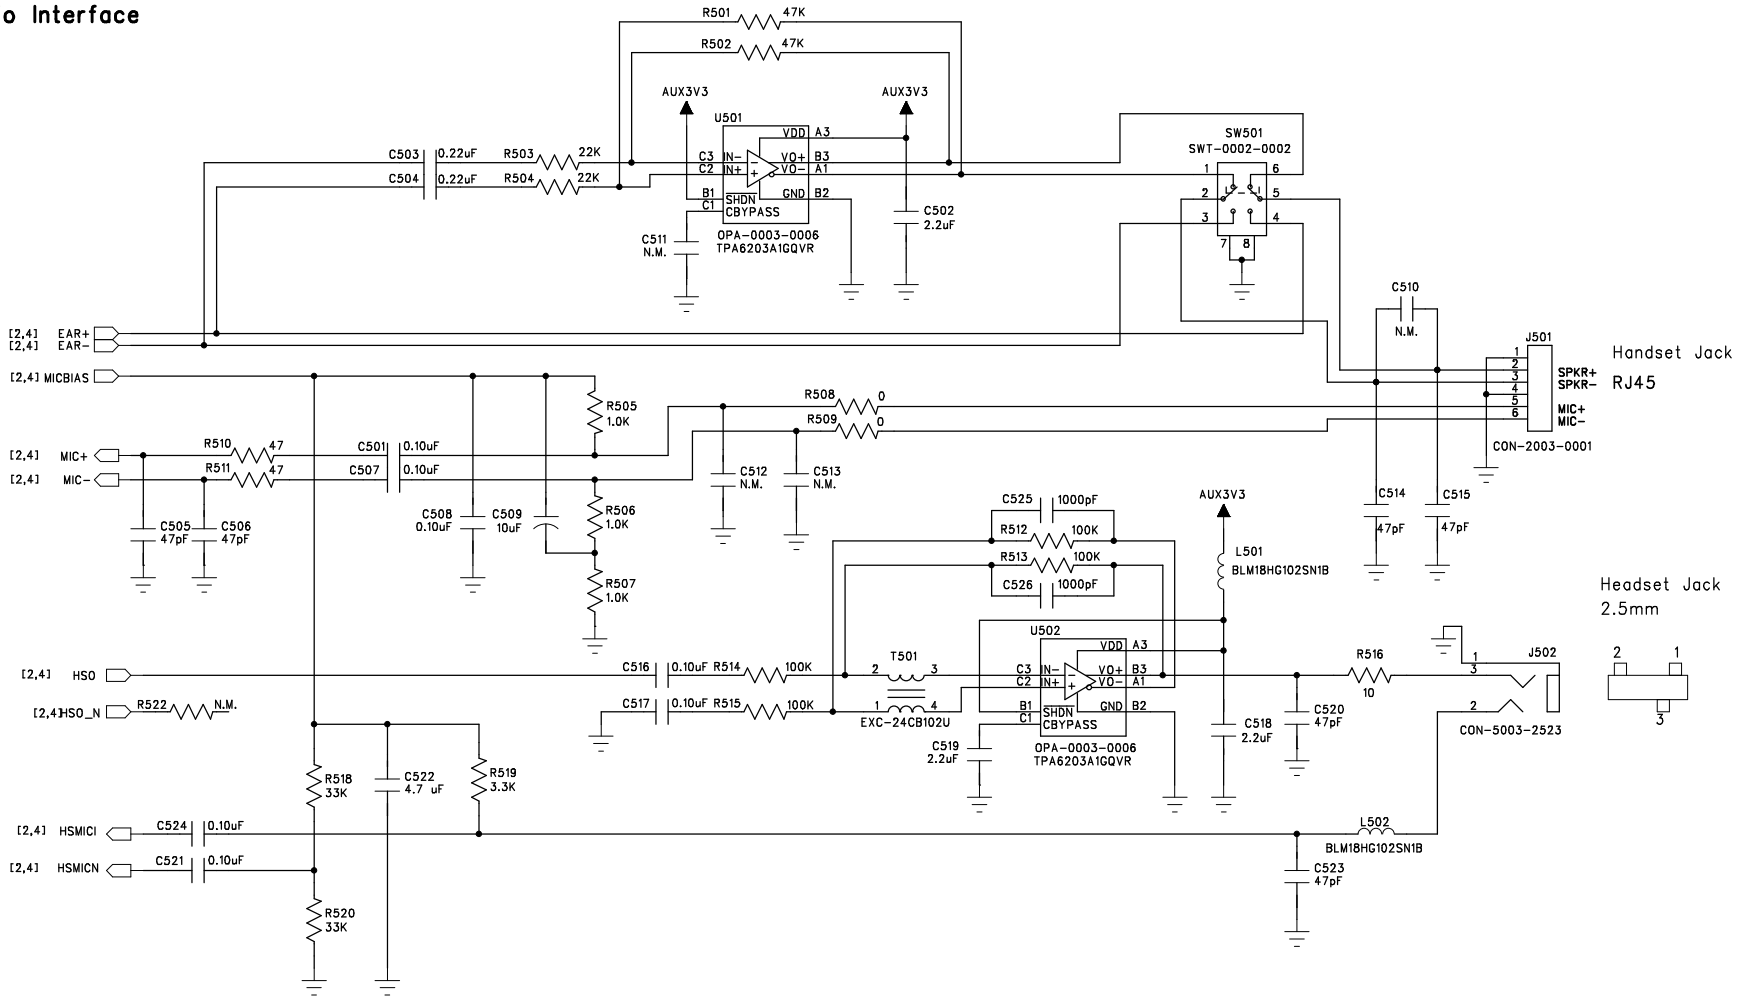 o Interface
R501 47K
R502 47K
AUX3V3
AUX3V3
U501
VDD A3
C503 0.22uF R503 22K
C3 IN- VO+ B3
C2 IN+ VO- A1
C504 0.22uF R504 22K
B1 SHDN GND B2
C1 CBYPASS
C502
2.2uF
C511
N.M.
OPA-0003-0006
TPA6203A1GQVR
SW501
SWT-0002-0002
1 6
2 5
3 4
7 8
C510
N.M.
[2,4] EAR+
[2,4] EAR-
J501
1
2 SPKR+
3 SPKR-
4
5 MIC+
6 MIC-
CON-2003-0001
Handset Jack
RJ45
[2,4] MICBIAS
R505
1.0K
R508 0
R509 0
[2,4] MIC+
R510 47
C501 0.10uF
[2,4] MIC-
R511 47
C507 0.10uF
C512
N.M.
C513
N.M.
C514
47pF
C515
47pF
C505
47pF
C506
47pF
C508
0.10uF
C509
10uF
R506
1.0K
R507
1.0K
C525 1000pF
R512 100K
R513 100K
C526 1000pF
AUX3V3
L501
BLM18HG102SN1B
Headset Jack
2.5mm
2 1
3
U502
VDD A3
[2,4] HSO
C516 0.10uF R514 100K
2 T501 3
C3 IN- VO+ B3
C2 IN+ VO- A1
R516
10
1 J502
3
2
CON-5003-2523
[2,4]HSO_N R522 N.M.
C517 0.10uF R515 100K
1 4
EXC-24CB102U
B1 SHDN GND B2
C1 CBYPASS
C519
2.2uF
OPA-0003-0006
TPA6203A1GQVR
C518
2.2uF
C520
47pF
R518
33K
C522
4.7 uF
R519
3.3K
[2,4] HSMICI
C524 0.10uF
L502
BLM18HG102SN1B
[2,4] HSMICN
C521 0.10uF
C523
47pF
R520
33K